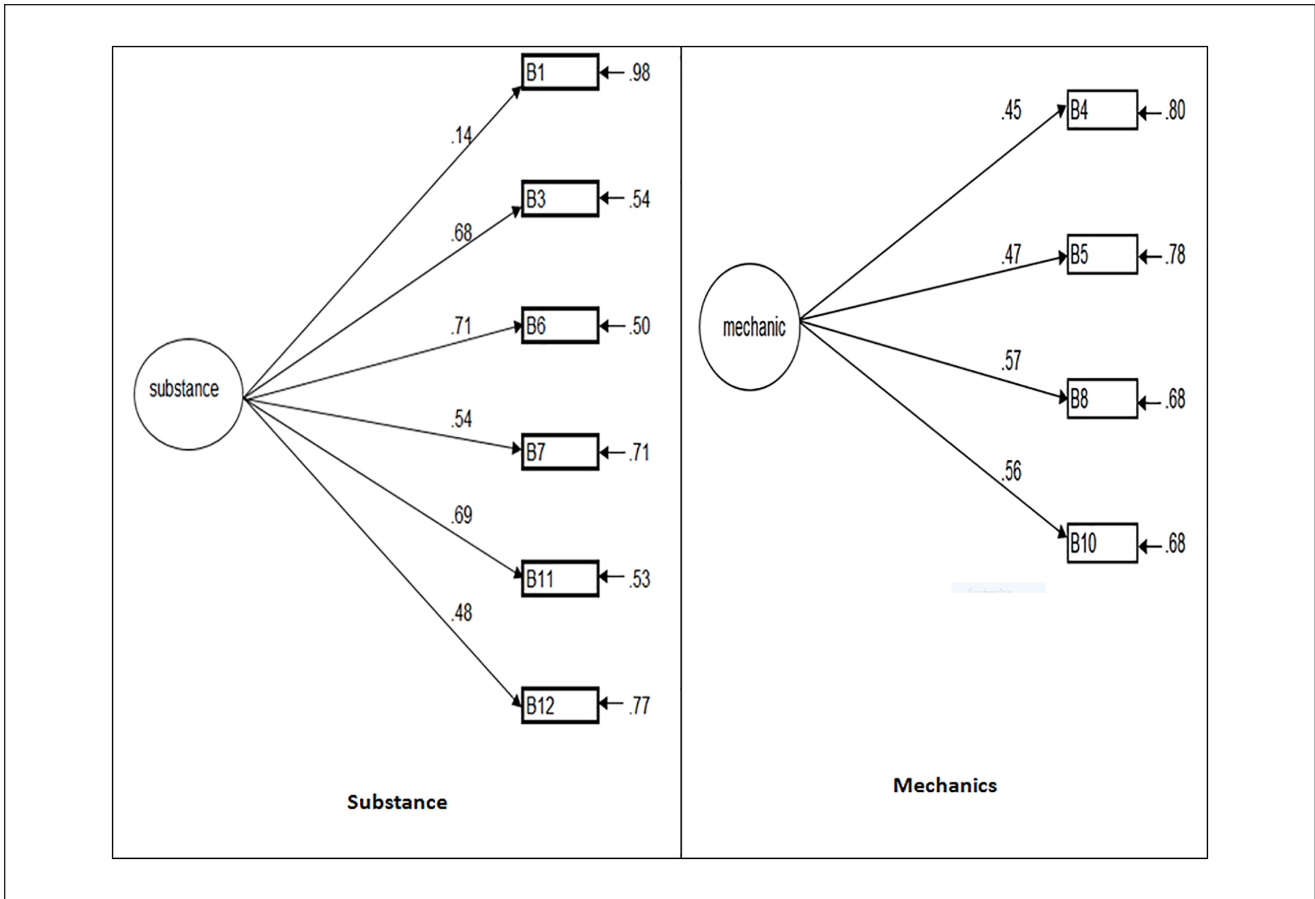 B1 .98
.14
B3 .54
.68
B6 .50
.71
substance
.54
B7 .71
.69
B11 .53
.48
B12 .77
Substance
.45
B4 .80
.47
B5 .78
mechanic
.57
B8 .68
.56
B10 .68
Mechanics